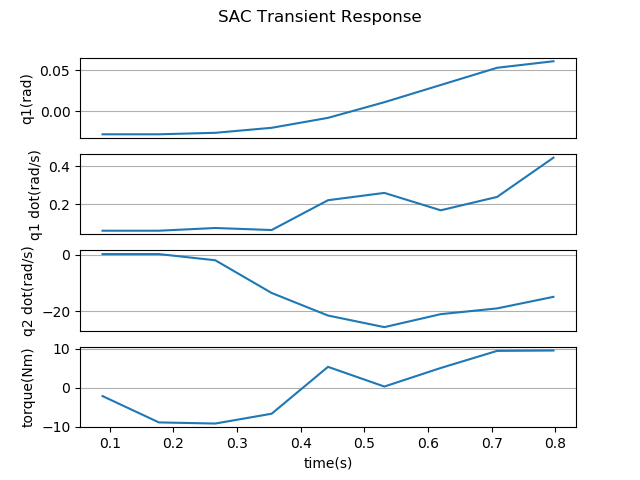 SAC Transient Response
q1(rad)
0.05
0.00
q1 dot(rad/s)
0.4
0.2
q2 dot(rad/s)
0
−20
torque(Nm)
10
0
−10
0.1 0.2 0.3 0.4 0.5 0.6 0.7 0.8
time(s)